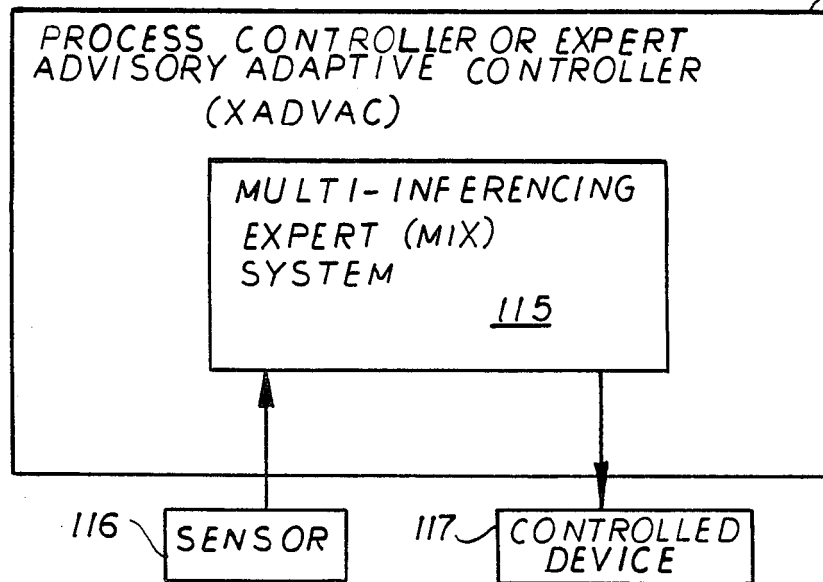 PROCESS CONTROLLER OR EXPERT
ADVISORY ADAPTIVE CONTROLLER
(XADVAC)
MULTI-INFERENCING
EXPERT (MIX)
SYSTEM
115
116
SENSOR
117
CONTROLLED
DEVICE